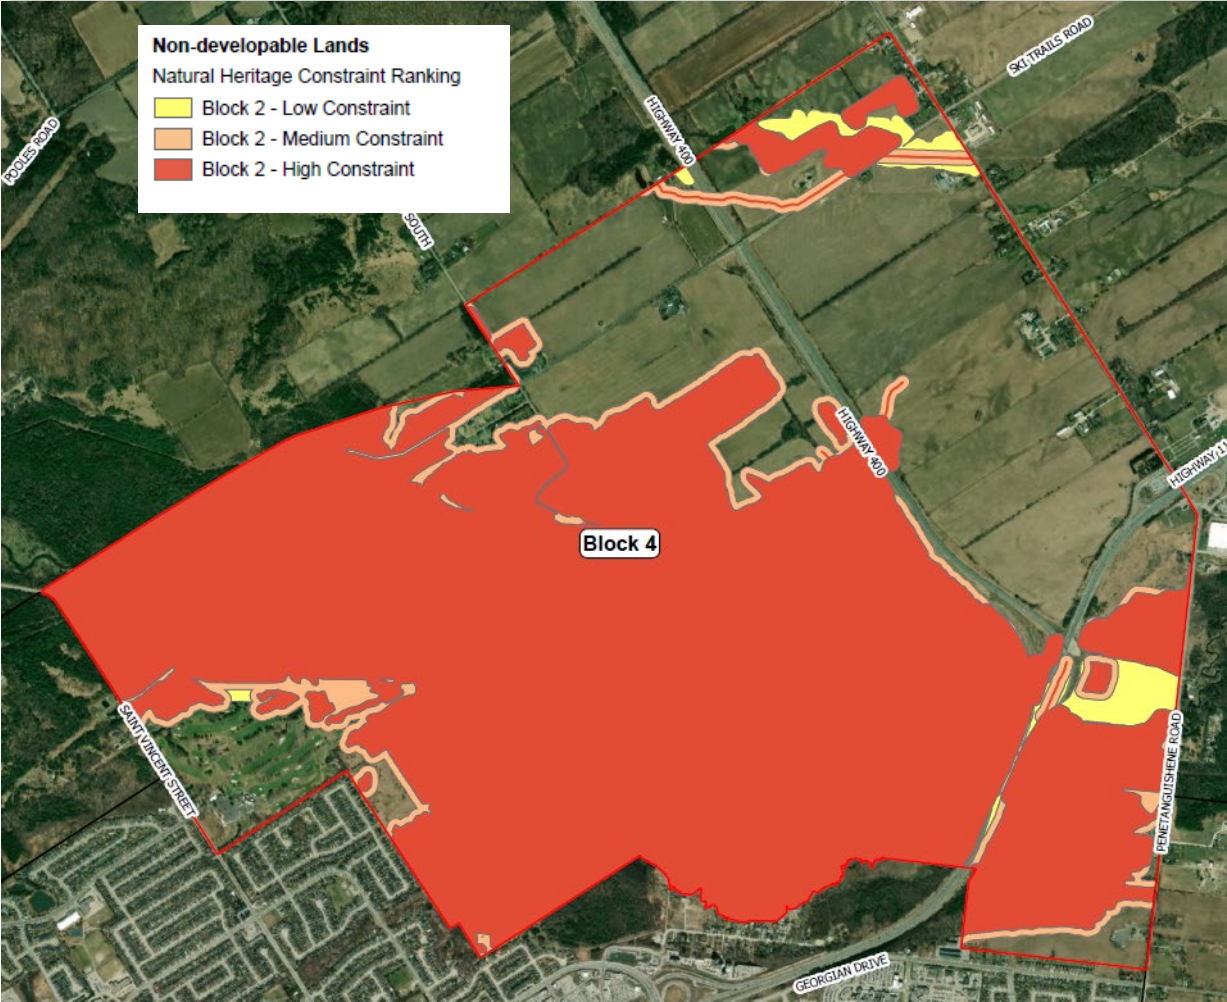 Non-developable Lands
Natural Heritage Constraint Ranking
Block 2 - Low Constraint
Block 2 - Medium Constraint
Block 2 - High Constraint
SKI TRAILS ROAD
POOLES ROAD
HIGHWAY 400
SOUTH
HIGHWAY 400
HIGHWAY 11
Block 4
SAINT VINCENT STREET
PENETANGUISHENE ROAD
GEORGIAN DRIVE